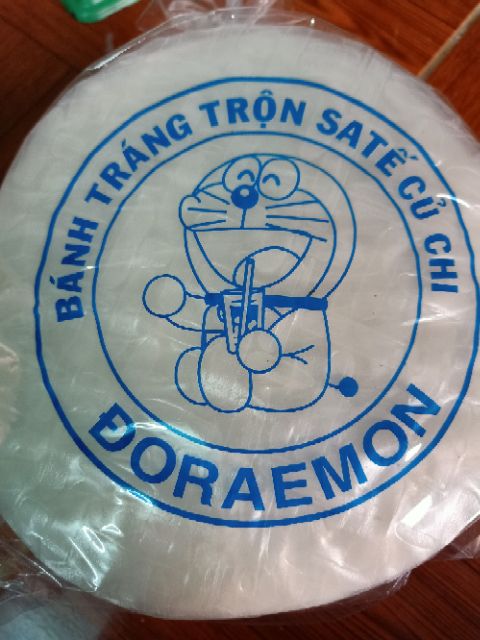 BÁNH TRÁNG TRỘN SATẾ CỦ CHI
ĐORAEMON